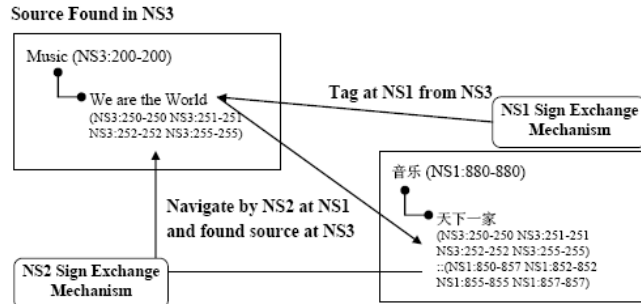 Source Found in NS3
Music (NS3:200-200)
We are the World
(NS3:250-250 NS3:251-251
NS3:252-252 NS3:255-255)
Tag at NS1 from NS3
NS1 Sign Exchange
Mechanism
音乐 (NS1:880-880)
天下一家
(NS3:250-250 NS3:251-251
NS3:252-252 NS3:255-255)
::(NS1:850-857 NS1:852-852
NS1:855-855 NS1:857-857)
Navigate by NS2 at NS1
and found source at NS3
NS2 Sign Exchange
Mechanism